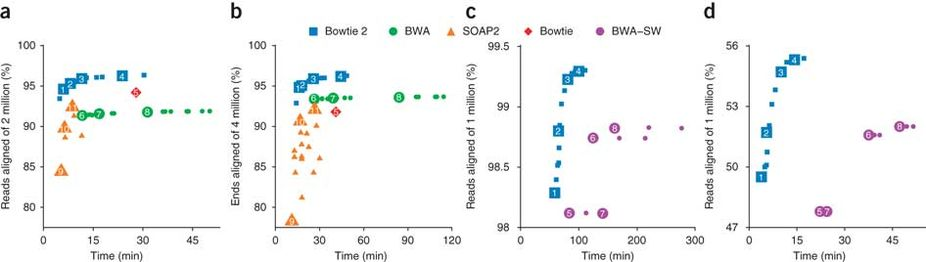 a
b
c
d
Bowtie 2 BWA SOAP2 Bowtie BWA–SW
Reads aligned of 2 million (%)
100
95
90
85
80
0 15 30 45
Time (min)
1 2 3 4
5
6 7 8
9
Ends aligned of 4 million (%)
100
95
90
85
80
0 30 60 90 120
Time (min)
1 2 3 4
6 7 8
5
9
Reads aligned of 1 million (%)
99.5
99
98.5
98
0 100 200 300
Time (min)
3 4
2
8
6
1
5 7
Reads aligned of 1 million (%)
56
53
50
47
0 15 30 45
Time (min)
3 4
2
6 8
1
5 7